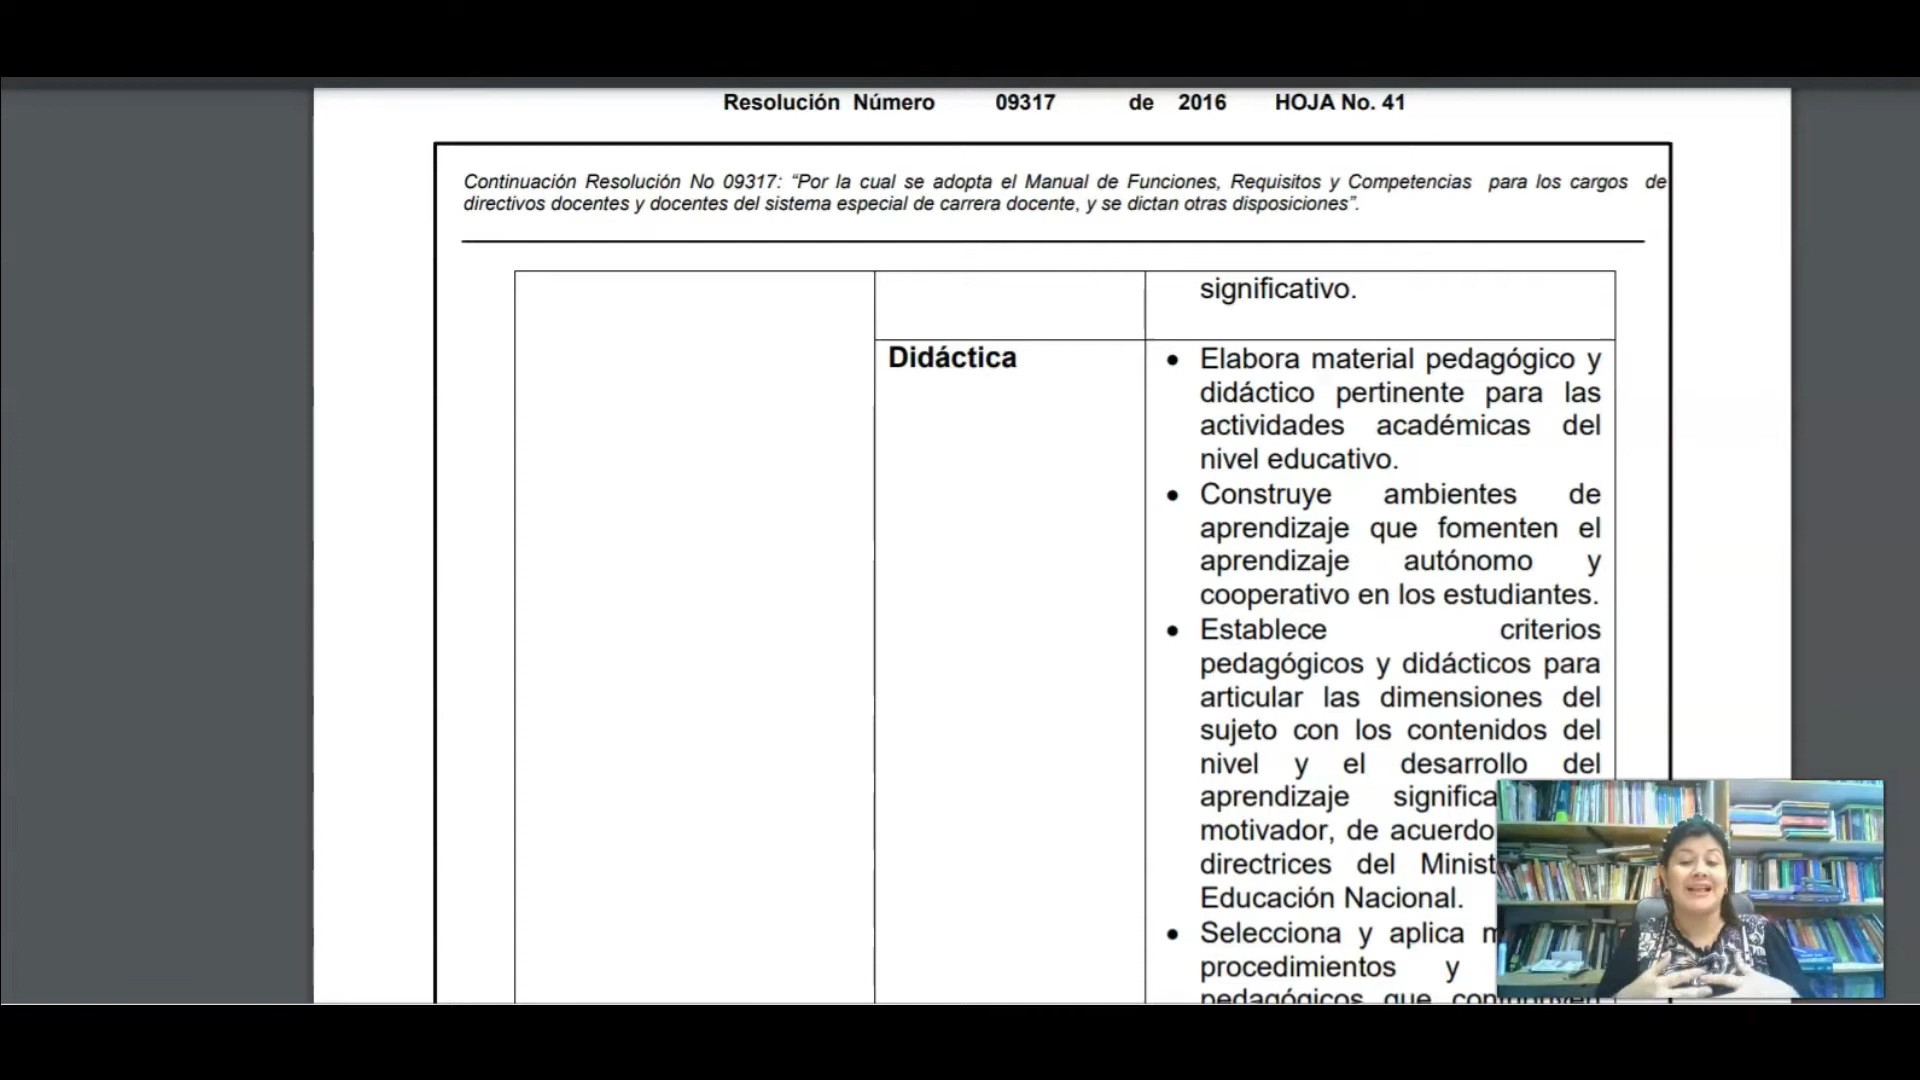 Resolución Número 09317 de 2016 HOJA No. 41
Continuación Resolución No 09317: “Por la cual se adopta el Manual de Funciones, Requisitos y Competencias para los cargos de
directivos docentes y docentes del sistema especial de carrera docente, y se dictan otras disposiciones”.
significativo.
Didáctica
• Elabora material pedagógico y
didáctico pertinente para las
actividades académicas del
nivel educativo.
• Construye ambientes de
aprendizaje que fomenten el
aprendizaje autónomo y
cooperativo en los estudiantes.
• Establece criterios
pedagógicos y didácticos para
articular las dimensiones del
sujeto con los contenidos del
nivel y el desarrollo del
aprendizaje
motivador, de acuerdo
directrices del
Educación Nacional.
• Selecciona y aplica
procedimientos y
pedagógicos que